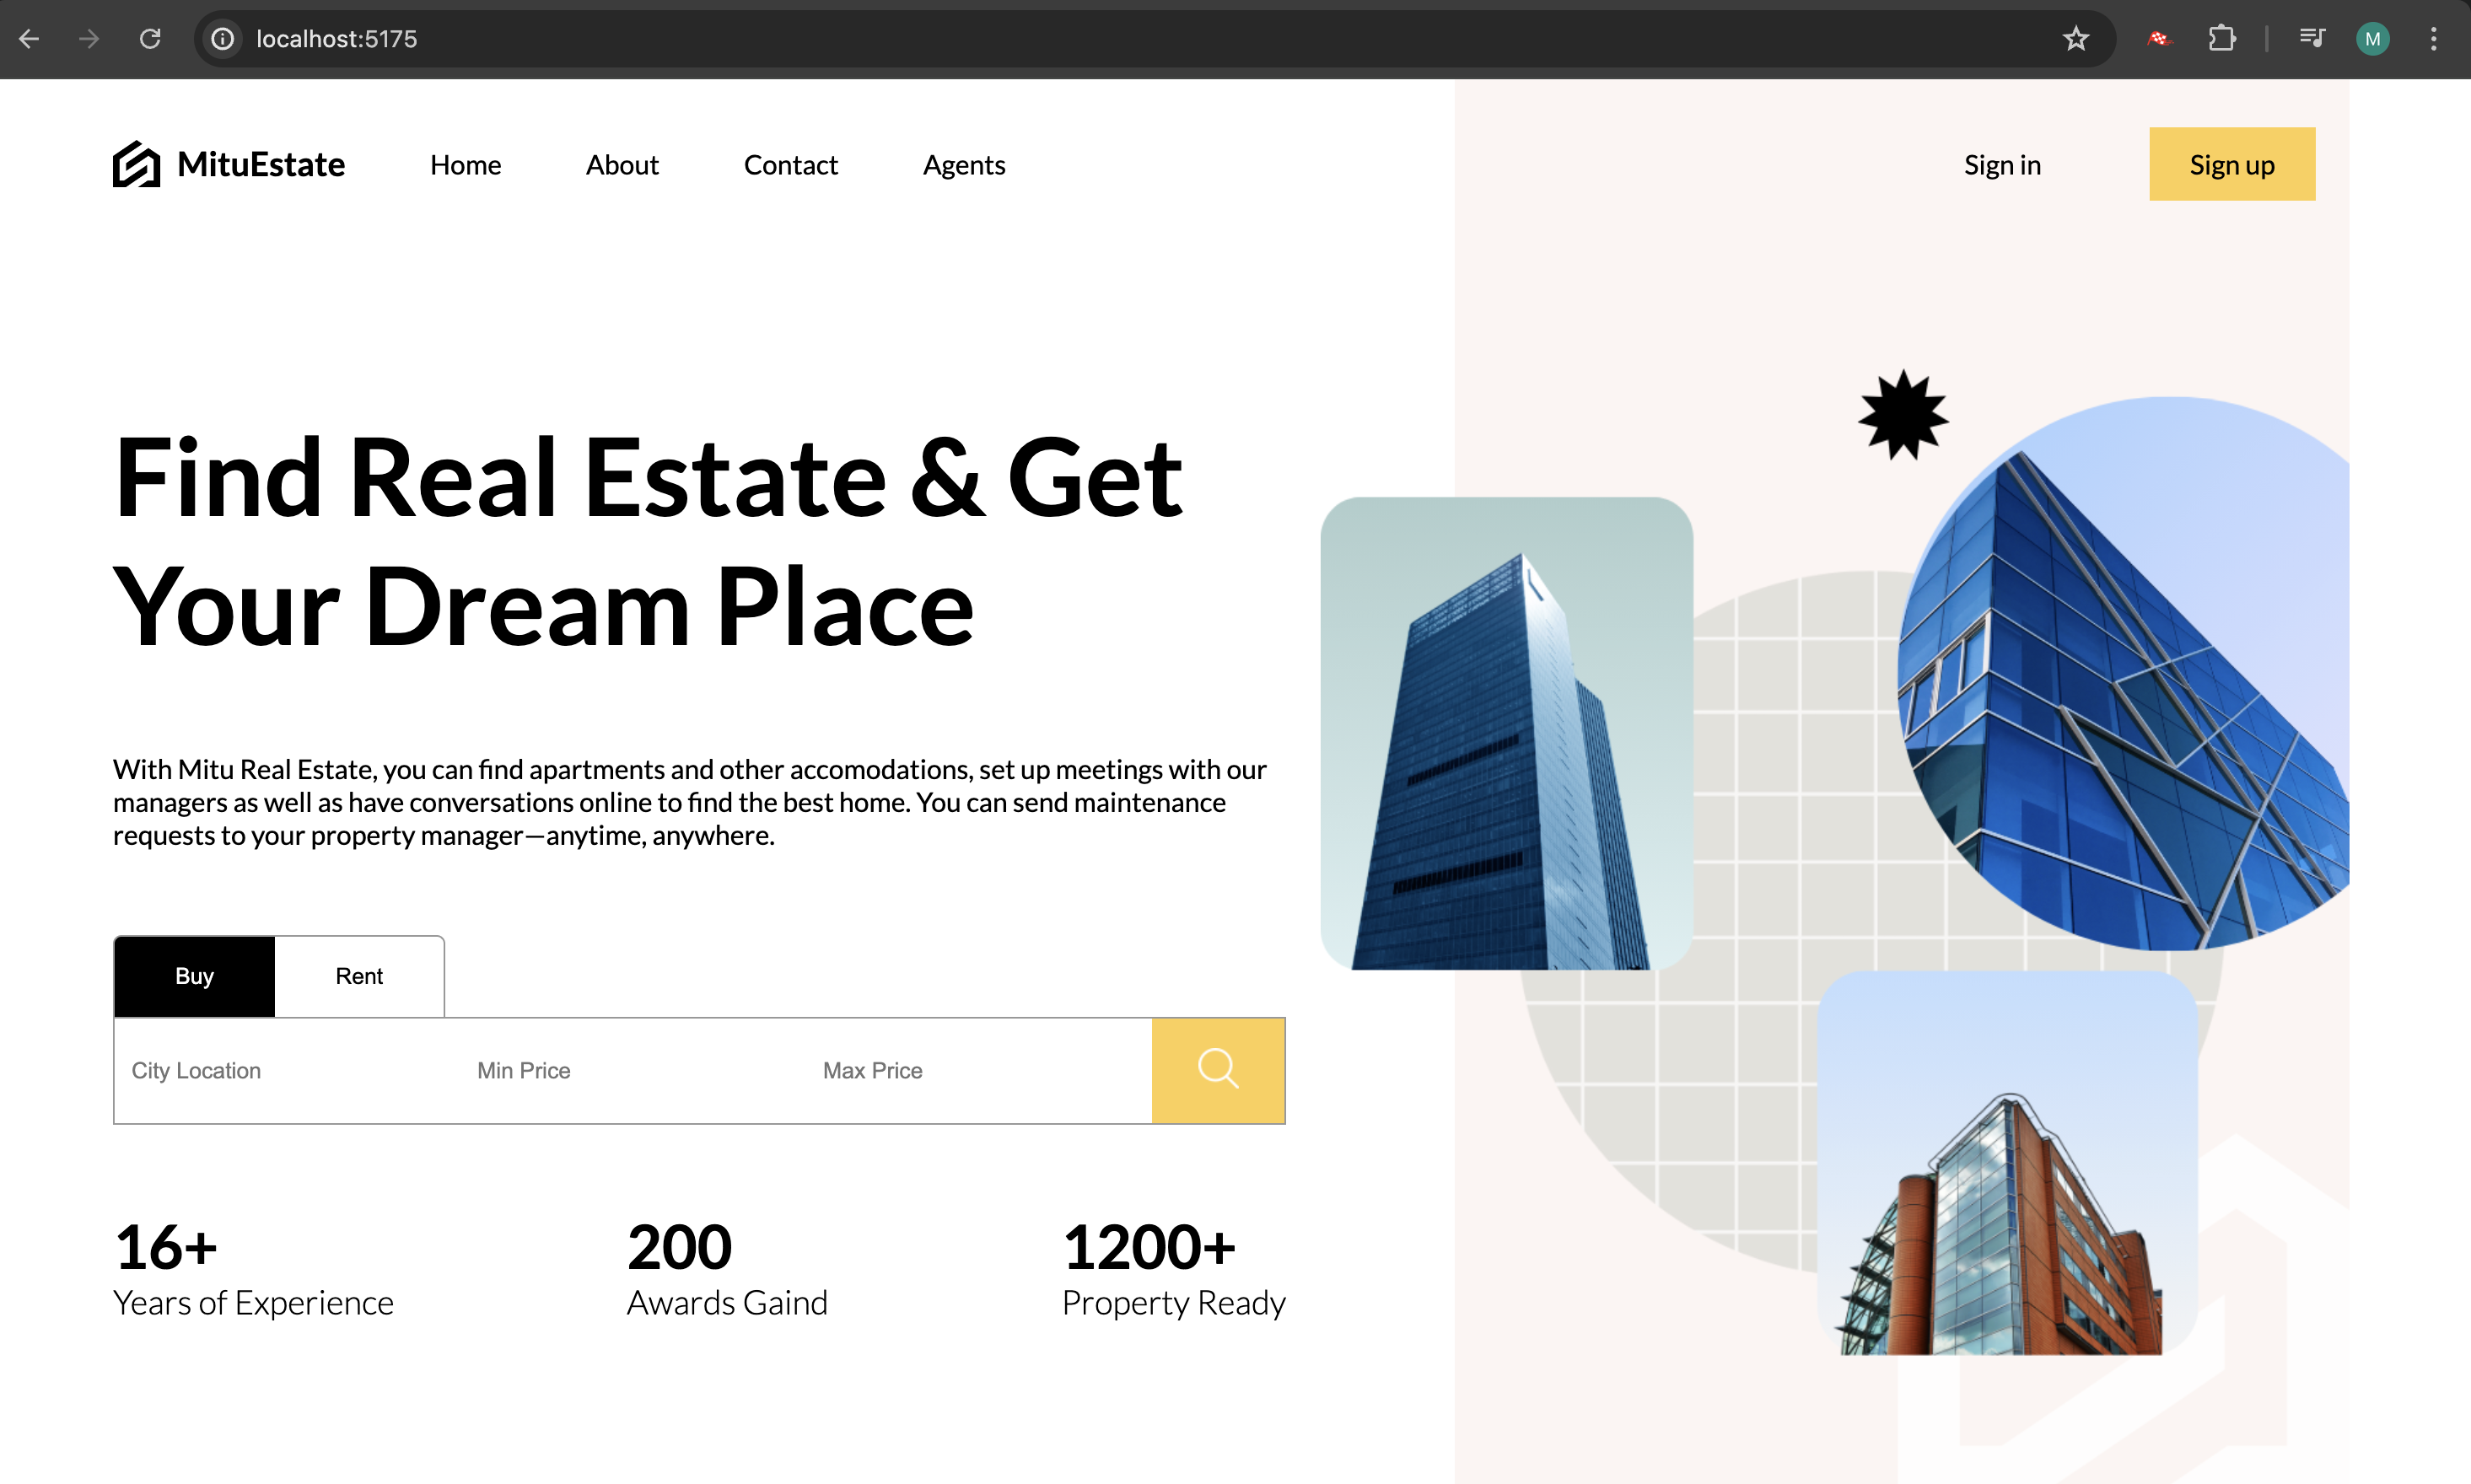 localhost:5175
M
MituEstate Home About Contact Agents Sign in Sign up
Find Real Estate & Get
Your Dream Place
With Mitu Real Estate, you can find apartments and other accomodations, set up meetings with our
managers as well as have conversations online to find the best home. You can send maintenance
requests to your property manager—anytime, anywhere.
Buy Rent
City Location Min Price Max Price
16+ 200 1200+
Years of Experience Awards Gaind Property Ready